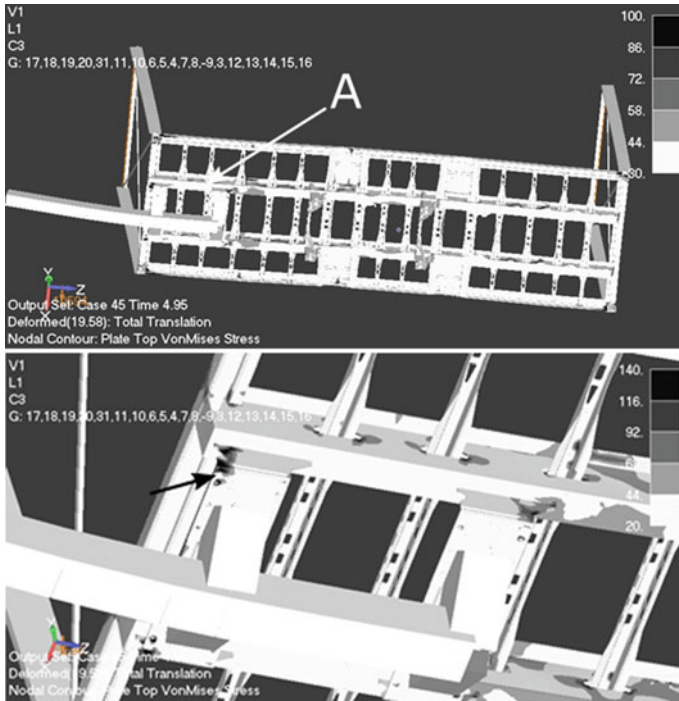 V1
L1
C3
G: 17,18,19,20,31,11,10,6,5,4,7,8,-9,3,12,13,14,15,16
100.
86.
72.
58.
44.
30.
A
Y
Z
X
Output Set: Case 45 Time 4.95
Deformed(19.58): Total Translation
Nodal Contour: Plate Top VonMises Stress
V1
L1
C3
G: 17,18,19,20,31,11,10,6,5,4,7,8,-9,3,12,13,14,15,16
140.
116.
92.
44.
20.
Y
Z
X
Output Set: Time
Total Translation
Nodal Contour: Plate Top VonMises Stress